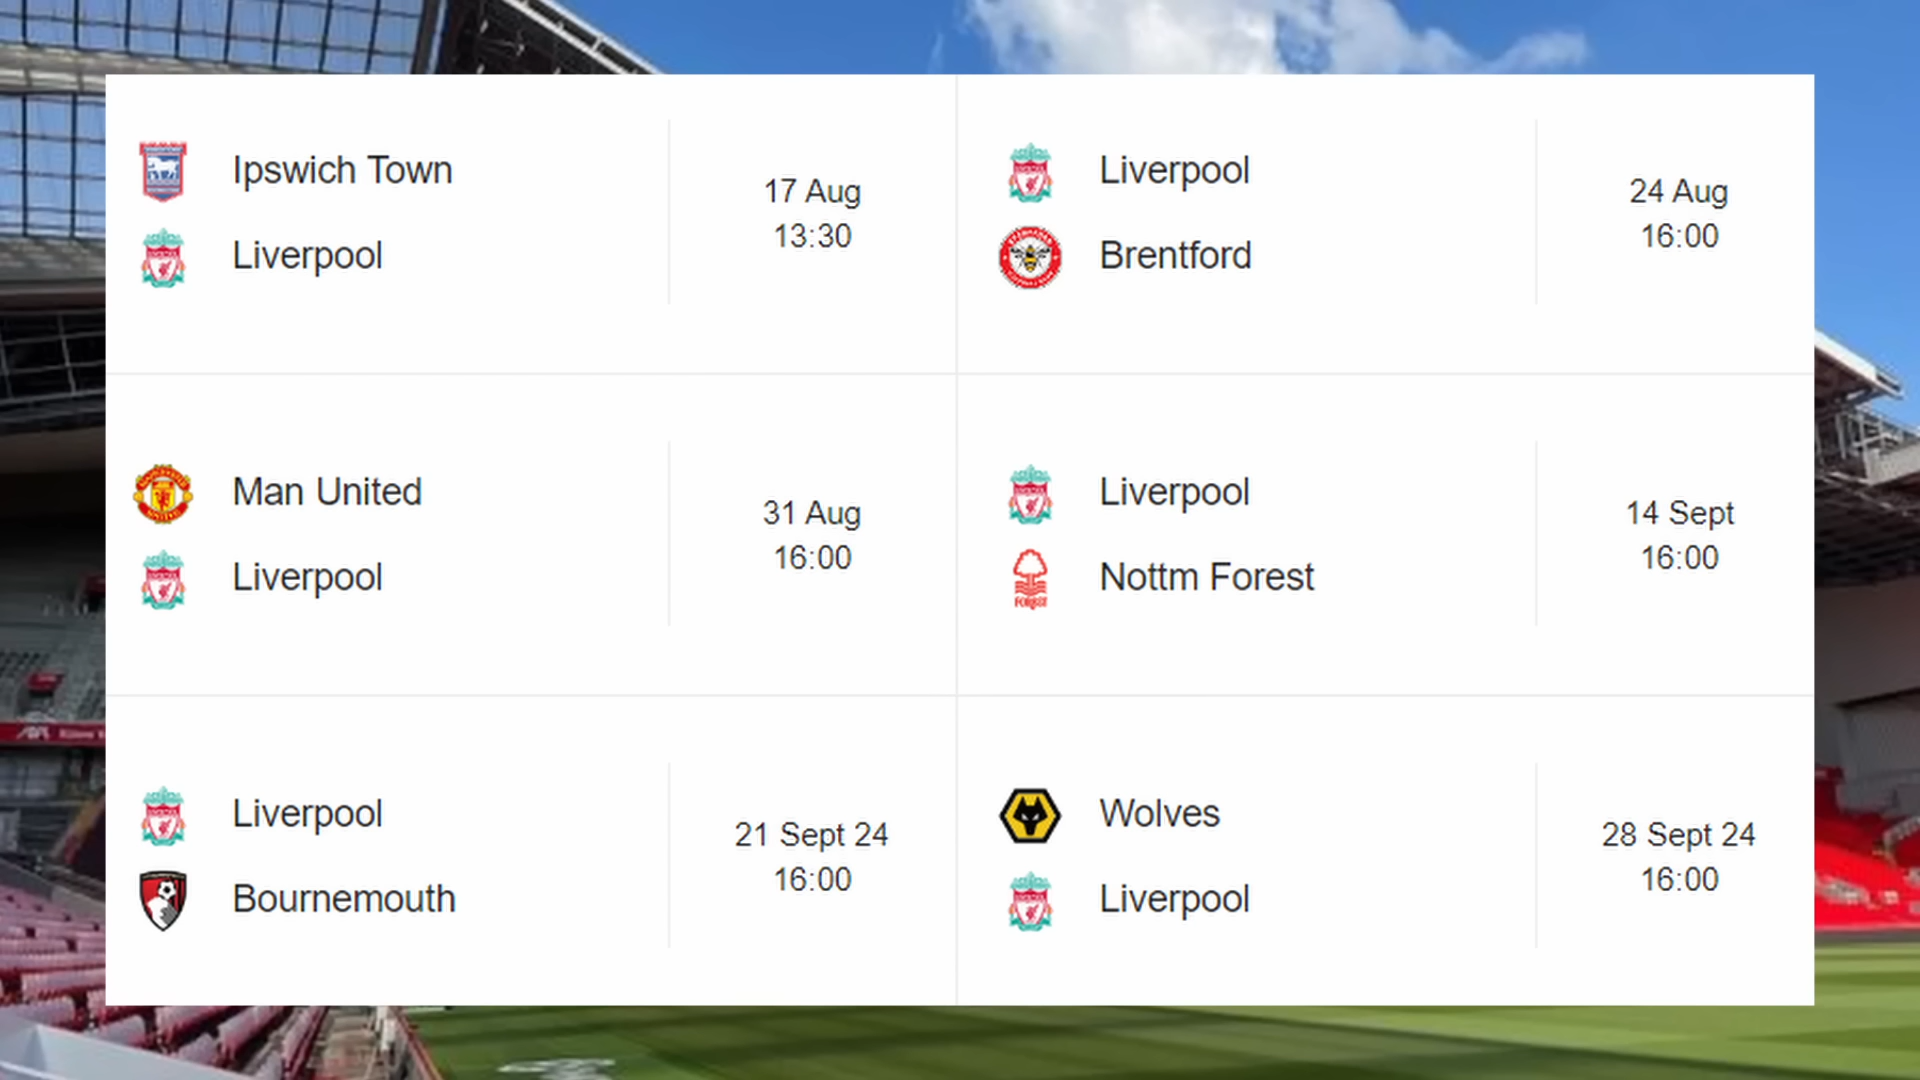 Ipswich Town
Liverpool
17 Aug
13:30
Liverpool
Brentford
24 Aug
16:00
Man United
Liverpool
31 Aug
16:00
Liverpool
Nottm Forest
14 Sept
16:00
FOREST
Liverpool
Bournemouth
21 Sept 24
16:00
Wolves
Liverpool
28 Sept 24
16:00